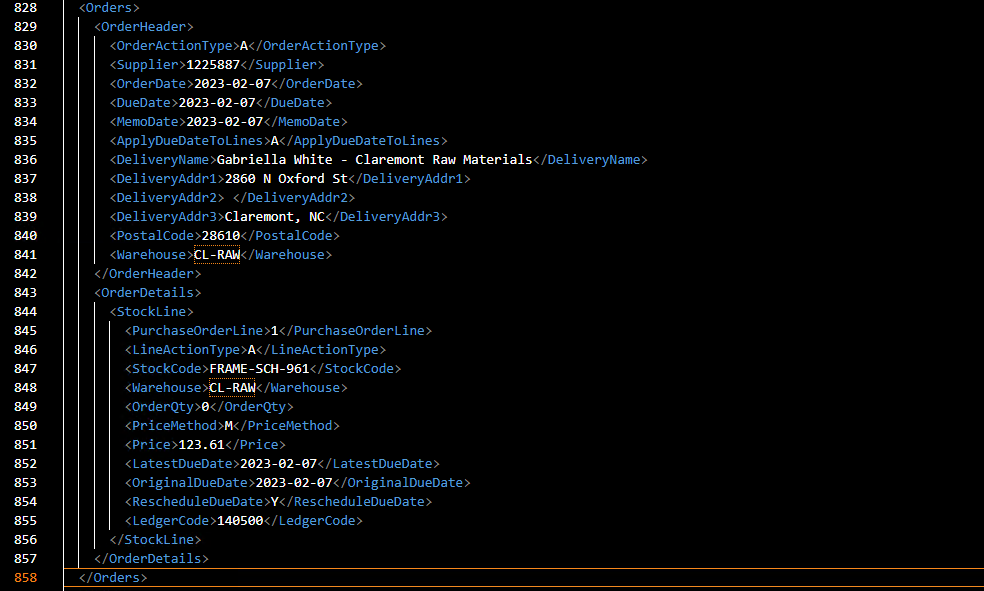 828 <Orders>
829 <OrderHeader>
830 <OrderActionType>A</OrderActionType>
831 <Supplier>1225887</Supplier>
832 <OrderDate>2023-02-07</OrderDate>
833 <DueDate>2023-02-07</DueDate>
834 <MemoDate>2023-02-07</MemoDate>
835 <ApplyDueDateToLines>A</ApplyDueDateToLines>
836 <DeliveryName>Gabriella White - Claremont Raw Materials</DeliveryName>
837 <DeliveryAddr1>2860 N Oxford St</DeliveryAddr1>
838 <DeliveryAddr2> </DeliveryAddr2>
839 <DeliveryAddr3>Claremont, NC</DeliveryAddr3>
840 <PostalCode>28610</PostalCode>
841 <Warehouse>CL-RAW</Warehouse>
842 </OrderHeader>
843 <OrderDetails>
844 <StockLine>
845 <PurchaseOrderLine>1</PurchaseOrderLine>
846 <LineActionType>A</LineActionType>
847 <StockCode>FRAME-SCH-961</StockCode>
848 <Warehouse>CL-RAW</Warehouse>
849 <OrderQty>0</OrderQty>
850 <PriceMethod>M</PriceMethod>
851 <Price>123.61</Price>
852 <LatestDueDate>2023-02-07</LatestDueDate>
853 <OriginalDueDate>2023-02-07</OriginalDueDate>
854 <RescheduleDueDate>Y</RescheduleDueDate>
855 <LedgerCode>140500</LedgerCode>
856 </StockLine>
857 </OrderDetails>
858 </Orders>